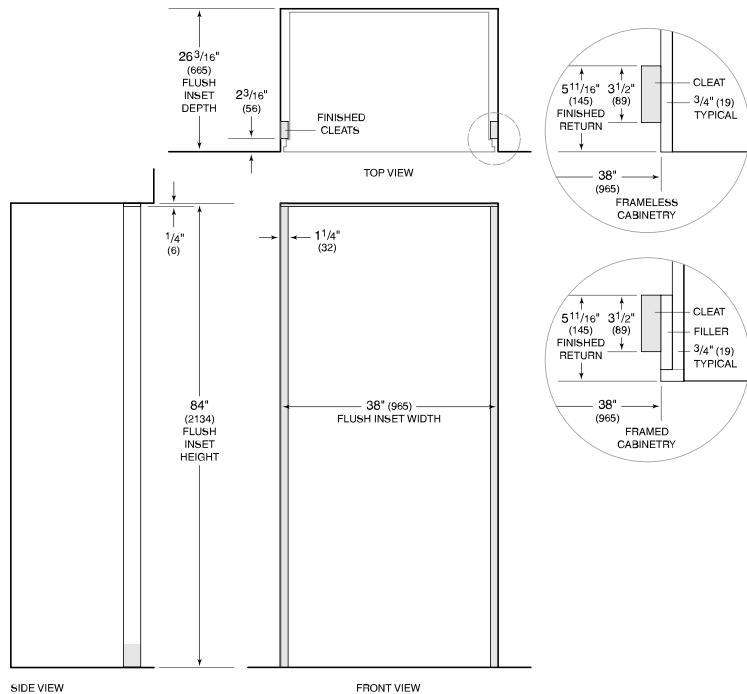 26 3/16"
(665)
FLUSH
INSET
DEPTH
2 3/16"
(56)
FINISHED
CLEATS
TOP VIEW
5 11/16"
(145)
FINISHED
RETURN
3 1/2"
(89)
CLEAT
3/4" (19)
TYPICAL
38"
(965)
FRAMELESS
CABINETRY
1/4"
(6)
1 1/4"
(32)
84"
(2134)
FLUSH
INSET
HEIGHT
38" (965)
FLUSH INSET WIDTH
5 11/16"
(145)
FINISHED
RETURN
3 1/2"
(89)
CLEAT
FILLER
3/4" (19)
TYPICAL
38"
(965)
FRAMED
CABINETRY
SIDE VIEW
FRONT VIEW